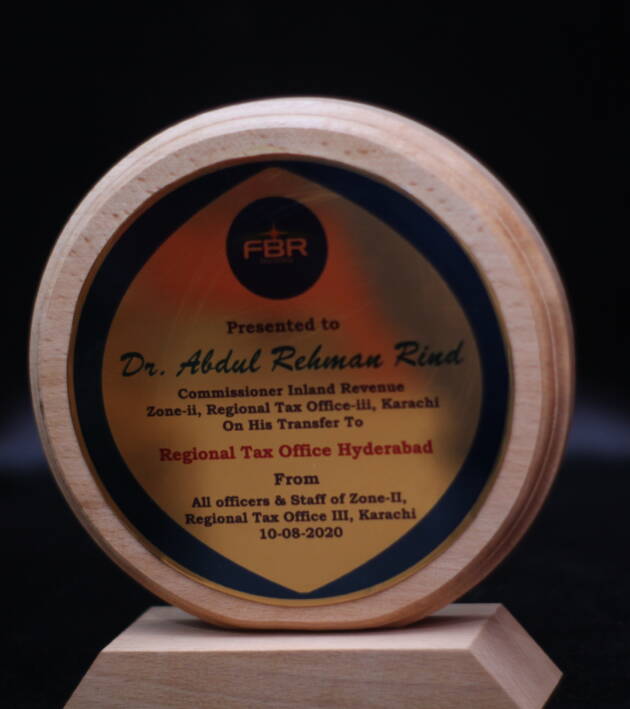 FBR
Presented to
Dr. Abdul Rehman Rind
Commissioner Inland Revenue
Zone-ii, Regional Tax Office-iii, Karachi
On His Transfer To
Regional Tax Office Hyderabad
From
All officers & Staff of Zone-II,
Regional Tax Office III, Karachi
10-08-2020